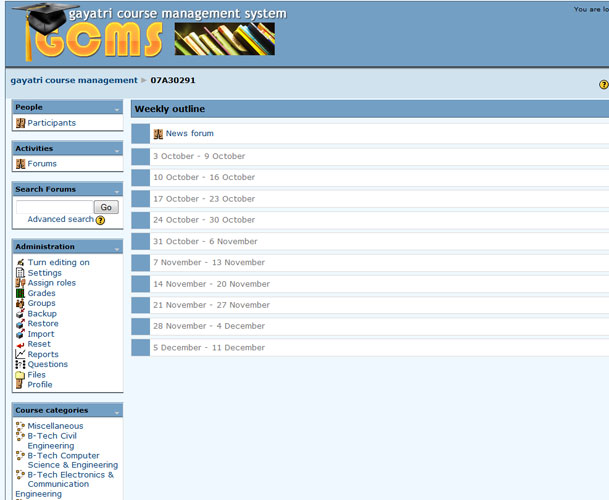 gayatri course management system
You are lo
GCMS
gayatri course management ► 07A30291
People
Participants
Activities
Forums
Search Forums
Go
Advanced search
Administration
Turn editing on
Settings
Assign roles
Grades
Groups
Backup
Restore
Import
Reset
Reports
Questions
Files
Profile
Course categories
Miscellaneous
B-Tech Civil
Engineering
B-Tech Computer
Science & Engineering
B-Tech Electronics &
Communication
Engineering
Weekly outline
News forum
3 October - 9 October
10 October - 16 October
17 October - 23 October
24 October - 30 October
31 October - 6 November
7 November - 13 November
14 November - 20 November
21 November - 27 November
28 November - 4 December
5 December - 11 December